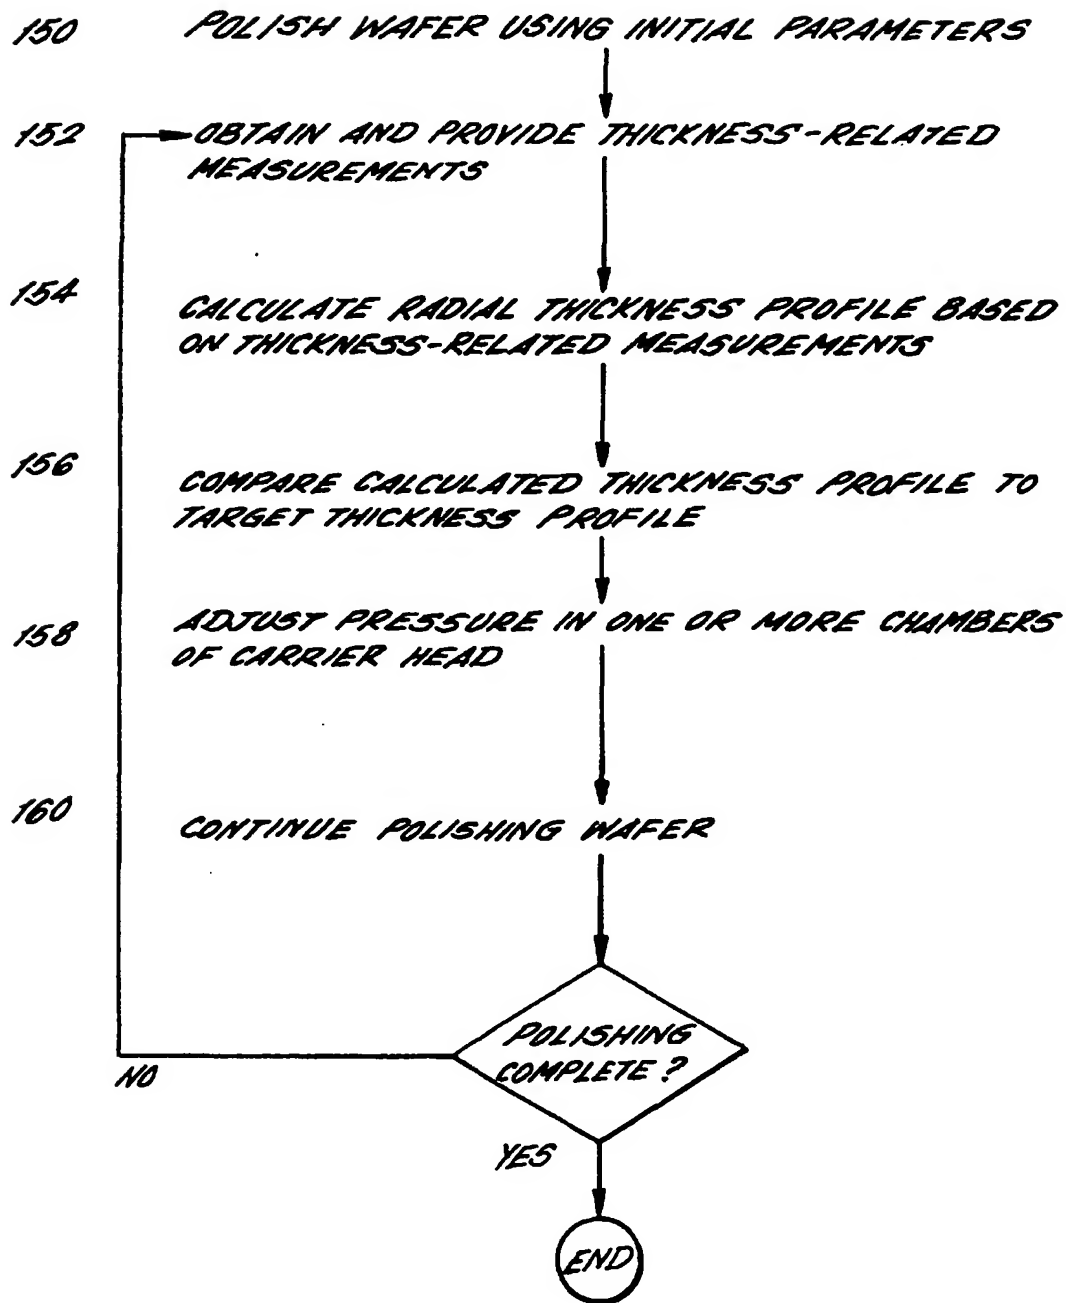 150 POLISH WAFER USING INITIAL PARAMETERS
152 OBTAIN AND PROVIDE THICKNESS-RELATED
MEASUREMENTS
154 CALCULATE RADIAL THICKNESS PROFILE BASED
ON THICKNESS-RELATED MEASUREMENTS
156 COMPARE CALCULATED THICKNESS PROFILE TO
TARGET THICKNESS PROFILE
158 ADJUST PRESSURE IN ONE OR MORE CHAMBERS
OF CARRIER HEAD
160 CONTINUE POLISHING WAFER
POLISHING
COMPLETE?
NO
YES
END